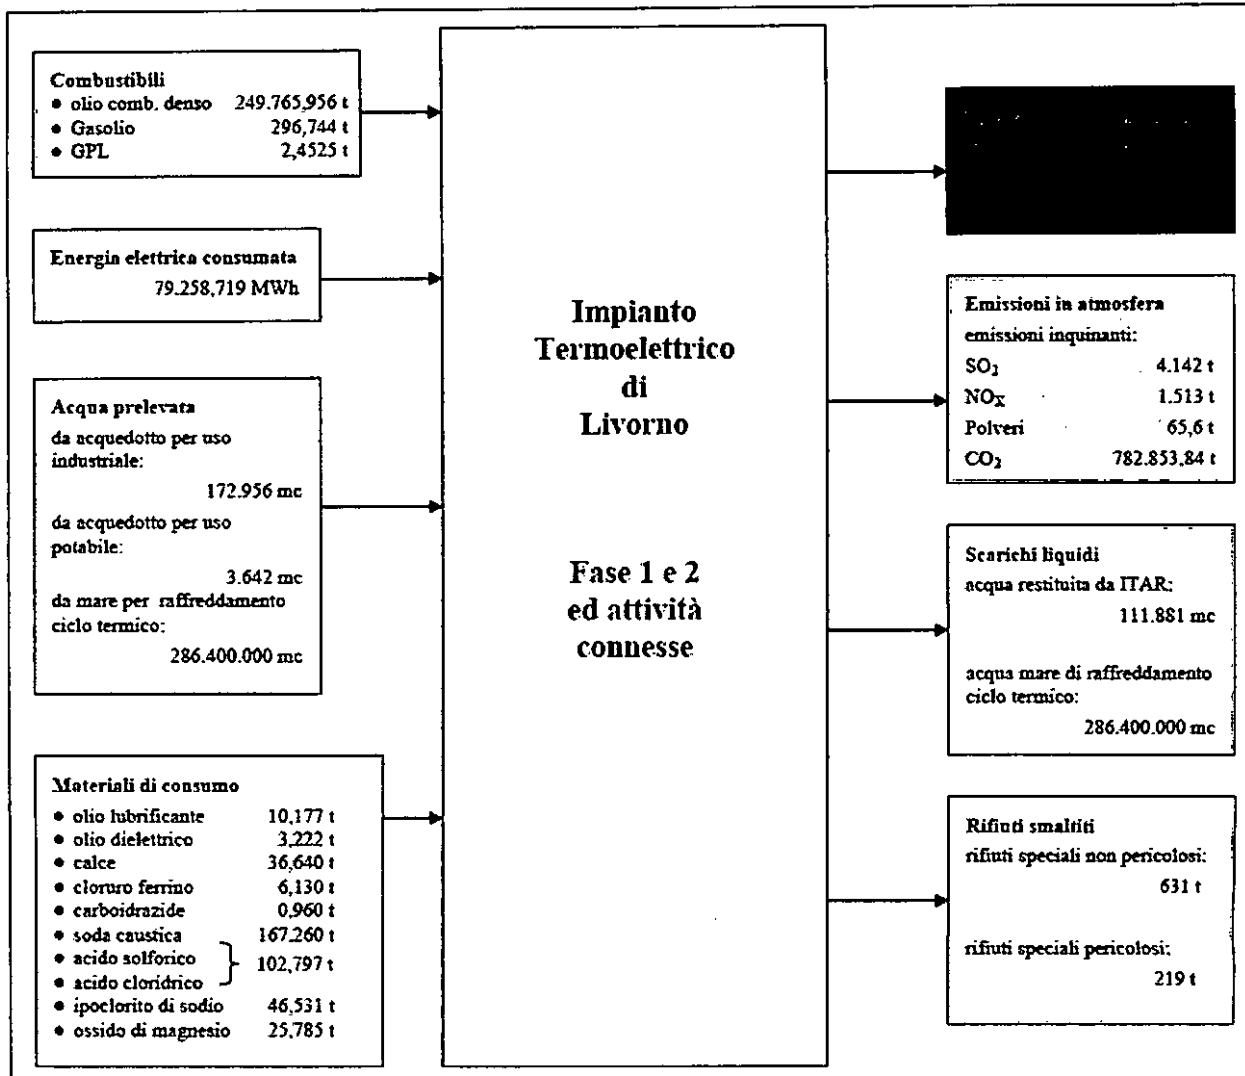 Combustibili
• olio comb. denso 249.765,956 t
• Gasolio 296,744 t
• GPL 2,4525 t
Energia elettrica consumata
79.258,719 MWh
Acqua prelevata
da acquedotto per uso
industriale:
172.956 mc
da acquedotto per uso
potabile:
3.642 mc
da mare per raffreddamento
ciclo termico:
286.400.000 mc
Materiali di consumo
• olio lubrificante 10,177 t
• olio dielettrico 3,222 t
• calce 36,640 t
• cloruro ferrino 6,130 t
• carboidrazide 0,960 t
• soda caustica 167,260 t
• acido solforico
102,797 t
• acido cloridrico
• ipoclorito di sodio 46,531 t
• ossido di magnesio 25,785 t
Impianto
Termoelettrico
di
Livorno
Fase 1 e 2
ed attività
connesse
Emissioni in atmosfera
emissioni inquinanti:
SO2 4.142 t
NOX 1.513 t
Polveri 65,6 t
CO2 782.853,84 t
Scarichi liquidi
acqua restituita da ITAR:
111.881 mc
acqua mare di raffreddamento
ciclo termico:
286.400.000 mc
Rifiuti smaltiti
rifiuti speciali non pericolosi:
631 t
rifiuti speciali pericolosi:
219 t